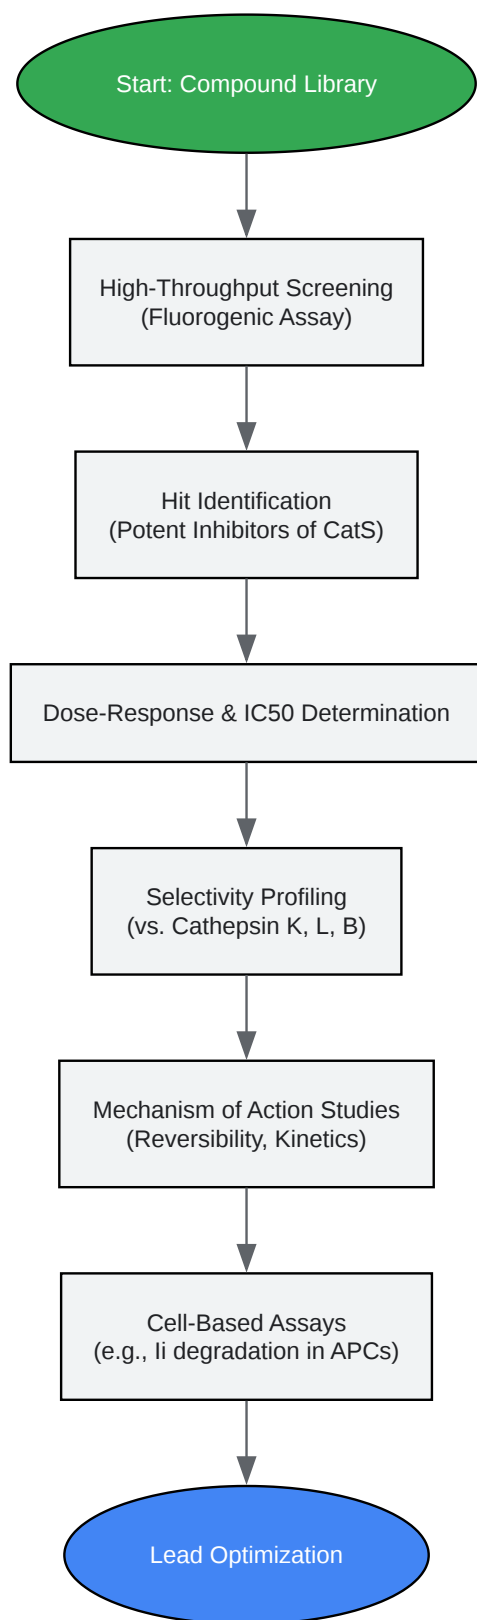 Start: Compound Library
High-Throughput Screening
(Fluorogenic Assay)
Hit Identification
(Potent Inhibitors of CatS)
Dose-Response & IC50 Determination
Selectivity Profiling
(vs. Cathepsin K, L, B)
Mechanism of Action Studies
(Reversibility, Kinetics)
Cell-Based Assays
(e.g., Ii degradation in APCs)
Lead Optimization